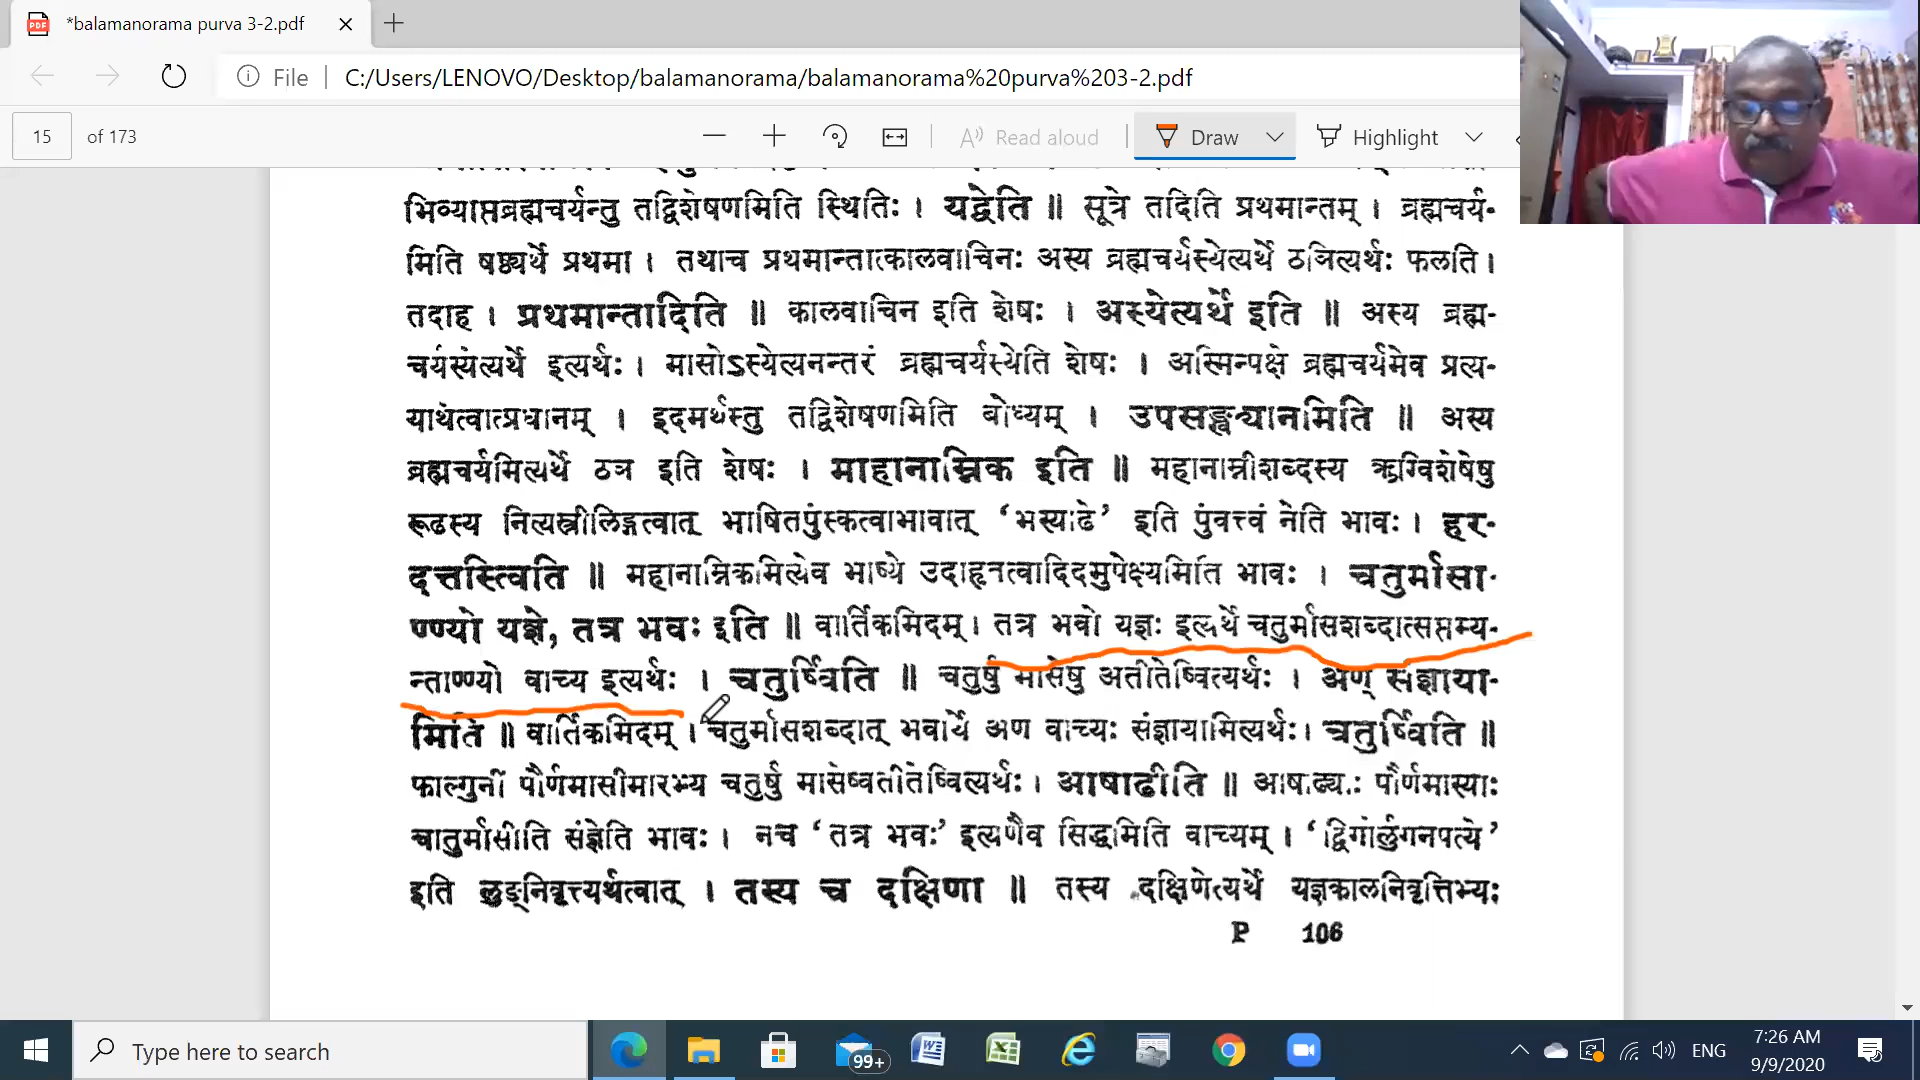 *balamanorama purva 3-2.pdf
File | C:/Users/LENOVO/Desktop/balamanorama/balamanorama%20purva%203-2.pdf
15 of 173 Read aloud Draw Highlight
भिव्याप्तब्रह्मचर्यन्तु तद्विशेषणमिति स्थितिः । यद्वेति ॥ सूत्रे तदिति प्रथमान्तम् । ब्रह्मचर्य-
मिति षष्ठ्यर्थे प्रथमा । तथाच प्रथमान्तात्कालवाचिनः अस्य ब्रह्मचर्यस्येत्यर्थे ठञित्यर्थः फलति ।
तदाह । प्रथमान्तादिति ॥ कालवाचिन इति शेषः । अस्येत्यर्थे इति ॥ अस्य ब्रह्म-
चर्यस्येत्यर्थे इत्यर्थः । मासोऽस्येत्यनन्तरं ब्रह्मचर्यस्येति शेषः । अस्मिन्पक्षे ब्रह्मचर्यमेव प्रत्य-
यार्थत्वात्प्रधानम् । इदमर्थस्तु तद्विशेषणमिति बोध्यम् । उपसङ्ख्यानमिति ॥ अस्य
ब्रह्मचर्यमित्यर्थे ठञ इति शेषः । माहानाम्निक इति ॥ महानाम्नीशब्दस्य ऋग्विशेषेषु
रूढस्य नित्यस्त्रीलिङ्गत्वात् भाषितपुंस्कत्वाभावात् ‘भस्याढे’ इति पुंवत्त्वं नेति भावः । हर-
दत्तस्त्विति ॥ महानाम्निकमित्येव भाष्ये उदाहृतत्वादिदमुपेक्ष्यमिति भावः । चतुर्मासा-
ण्ण्यो यज्ञे, तत्र भवः इति ॥ वार्तिकमिदम् । तत्र भवो यज्ञः इत्यर्थे चतुर्मासशब्दात्सप्तम्य-
न्ताण्ण्यो वाच्य इत्यर्थः । चतुर्ष्विति ॥ चतुर्षु मासेषु अतीतेष्वित्यर्थः । अण् संज्ञाया-
मिति ॥ वार्तिकमिदम् । चतुर्मासशब्दात् भवार्थे अण वाच्यः संज्ञायामित्यर्थः । चतुर्ष्विति ॥
फाल्गुनीं पौर्णमासीमारभ्य चतुर्षु मासेष्वतीतेष्वित्यर्थः । आषाढीति ॥ आषाढ्याः पौर्णमास्याः
चातुर्मासीति संज्ञेति भावः । नच ‘तत्र भवः’ इत्यणैव सिद्धमिति वाच्यम् । ‘द्विगोर्लुगनपत्ये’
इति लुङ्निवृत्त्यर्थत्वात् । तस्य च दक्षिणा ॥ तस्य दक्षिणेत्यर्थे यज्ञकालनिवृत्तिभ्यः
P 106
Type here to search 99+ ENG 7:26 AM
9/9/2020